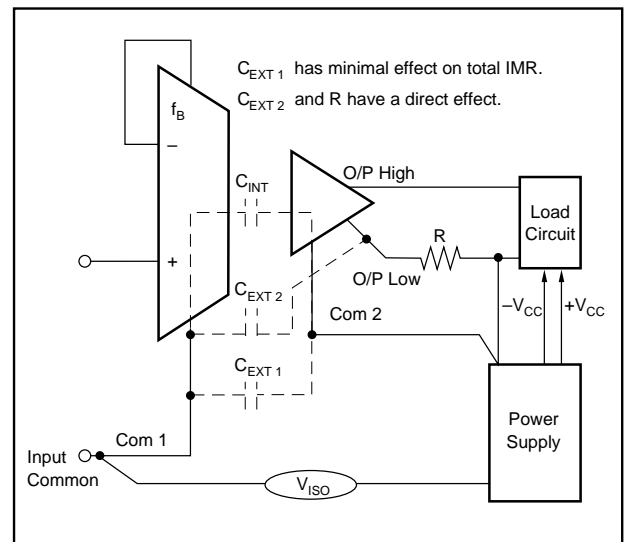 C_EXT 1 has minimal effect on total IMR.
C_EXT 2 and R have a direct effect.
f_B
−
+
C_INT
O/P High
Load
Circuit
R
O/P Low
C_EXT 2
−V_CC
+V_CC
Com 2
C_EXT 1
Power
Supply
Com 1
Input
Common
V_ISO